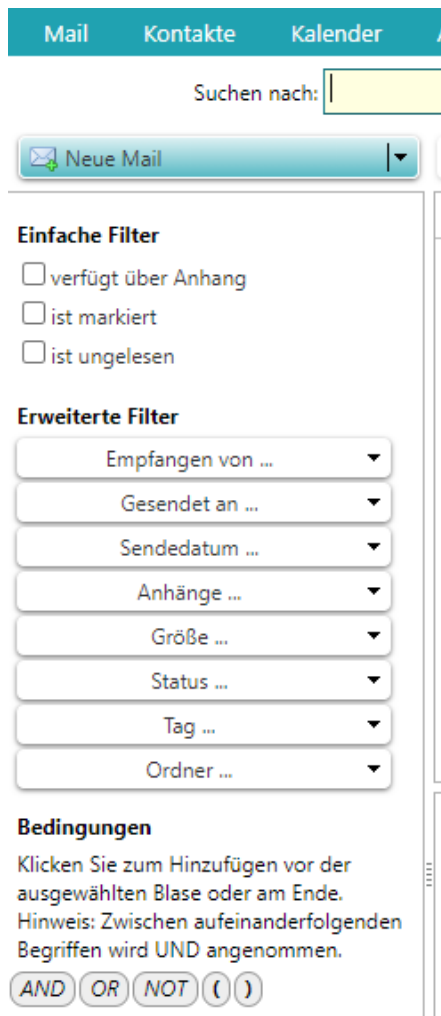 Mail Kontakte Kalender
Suchen nach:
Neue Mail
Einfache Filter
verfügt über Anhang
ist markiert
ist ungelesen
Erweiterte Filter
Empfangen von ...
Gesendet an ...
Sendedatum ...
Anhänge ...
Größe ...
Status ...
Tag ...
Ordner ...
Bedingungen
Klicken Sie zum Hinzufügen vor der
ausgewählten Blase oder am Ende.
Hinweis: Zwischen aufeinanderfolgenden
Begriffen wird UND angenommen.
AND OR NOT ( )